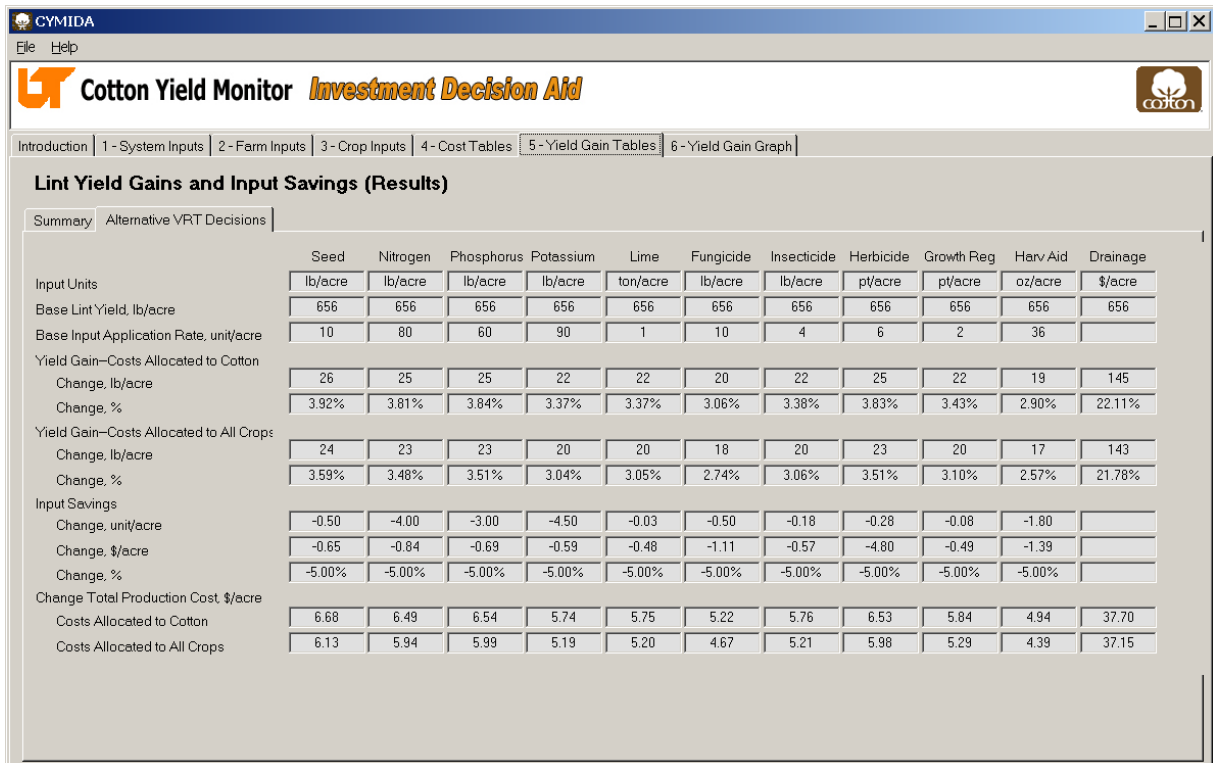 CYMIDA
File Help
UT Cotton Yield Monitor Investment Decision Aid
cotton
Introduction 1 - System Inputs 2 - Farm Inputs 3 - Crop Inputs 4 - Cost Tables 5 - Yield Gain Tables 6 - Yield Gain Graph
Lint Yield Gains and Input Savings (Results)
Summary Alternative VRT Decisions
Seed Nitrogen Phosphorus Potassium Lime Fungicide Insecticide Herbicide Growth Reg Harv Aid Drainage
Input Units lb/acre lb/acre lb/acre lb/acre ton/acre lb/acre lb/acre pt/acre pt/acre oz/acre $/acre
Base Lint Yield, lb/acre 656 656 656 656 656 656 656 656 656 656 656
Base Input Application Rate, unit/acre 10 80 60 90 1 10 4 6 2 36
Yield Gain—Costs Allocated to Cotton
Change, lb/acre 26 25 25 22 22 20 22 25 22 19 145
Change, % 3.92% 3.81% 3.84% 3.37% 3.37% 3.06% 3.38% 3.83% 3.43% 2.90% 22.11%
Yield Gain—Costs Allocated to All Crops
Change, lb/acre 24 23 23 20 20 18 20 23 20 17 143
Change, % 3.59% 3.48% 3.51% 3.04% 3.05% 2.74% 3.06% 3.51% 3.10% 2.57% 21.78%
Input Savings
Change, unit/acre -0.50 -4.00 -3.00 -4.50 -0.03 -0.50 -0.18 -0.28 -0.08 -1.80
Change, $/acre -0.65 -0.84 -0.69 -0.59 -0.48 -1.11 -0.57 -4.80 -0.49 -1.39
Change, % -5.00% -5.00% -5.00% -5.00% -5.00% -5.00% -5.00% -5.00% -5.00% -5.00%
Change Total Production Cost, $/acre
Costs Allocated to Cotton 6.68 6.49 6.54 5.74 5.75 5.22 5.76 6.53 5.84 4.94 37.70
Costs Allocated to All Crops 6.13 5.94 5.99 5.19 5.20 4.67 5.21 5.98 5.29 4.39 37.15